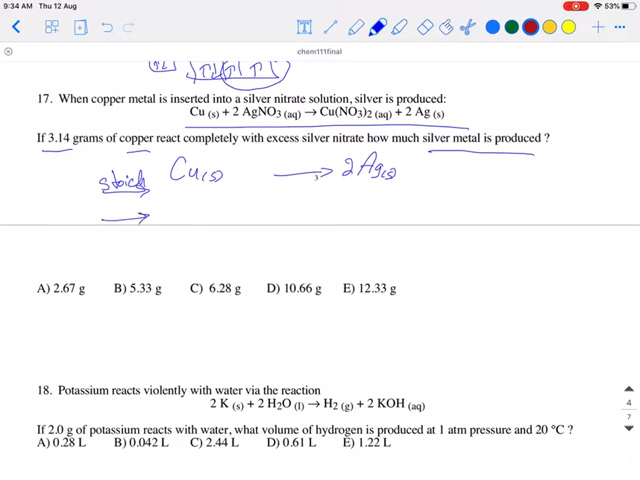 9:34 AM Thu 12 Aug
53%
chem111final
17. When copper metal is inserted into a silver nitrate solution, silver is produced:
Cu (s) + 2 AgNO3 (aq) → Cu(NO3)2 (aq) + 2 Ag (s)
If 3.14 grams of copper react completely with excess silver nitrate how much silver metal is produced ?
stoich Cu(s) → 2Ag(s)
A) 2.67 g B) 5.33 g C) 6.28 g D) 10.66 g E) 12.33 g
18. Potassium reacts violently with water via the reaction
2 K (s) + 2 H2O (l) → H2 (g) + 2 KOH (aq)
If 2.0 g of potassium reacts with water, what volume of hydrogen is produced at 1 atm pressure and 20 °C ?
A) 0.28 L B) 0.042 L C) 2.44 L D) 0.61 L E) 1.22 L
4
7